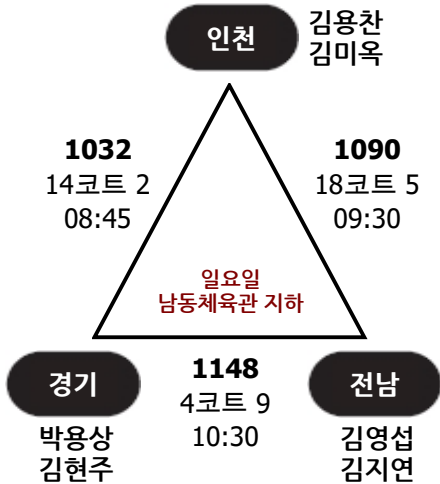 인천
김용찬
김미옥
1032
14코트 2
08:45
1090
18코트 5
09:30
일요일
남동체육관 지하
경기
박용상
김현주
1148
4코트 9
10:30
전남
김영섭
김지연